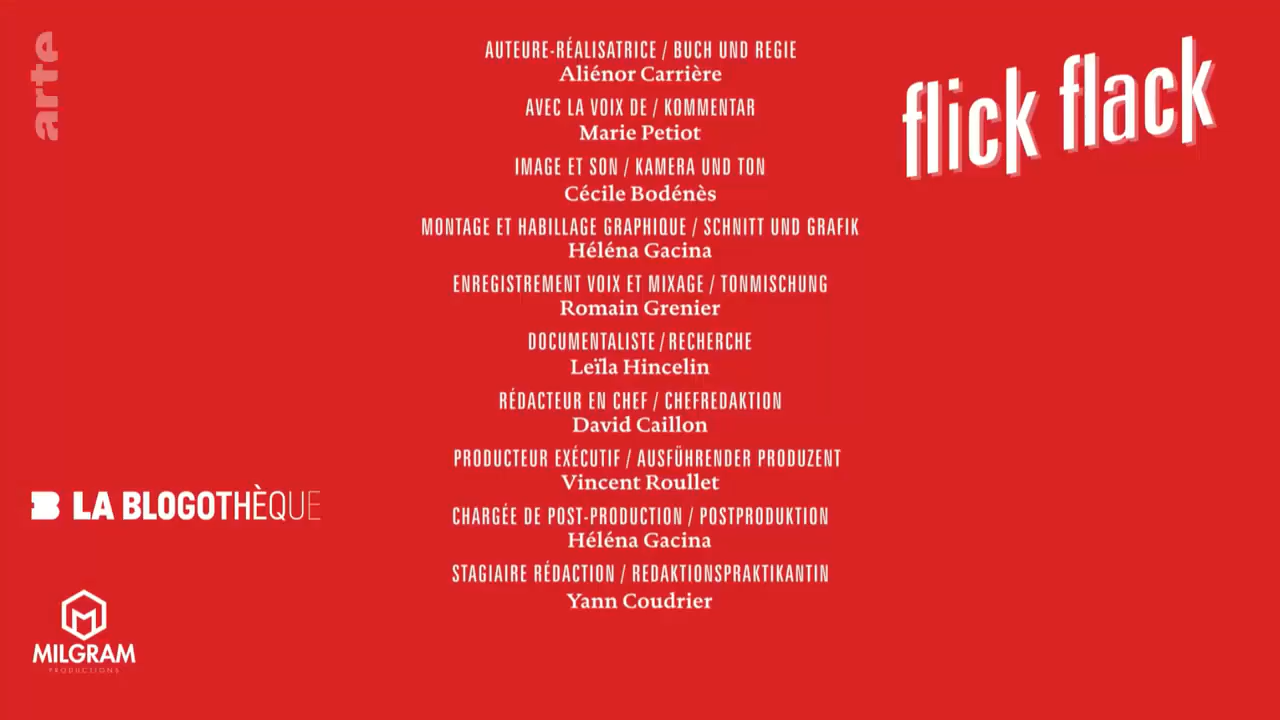 arte
AUTEURE-RÉALISATRICE / BUCH UND REGIE
Aliénor Carrière
AVEC LA VOIX DE / KOMMENTAR
Marie Petiot
IMAGE ET SON / KAMERA UND TON
Cécile Bodénès
MONTAGE ET HABILLAGE GRAPHIQUE / SCHNITT UND GRAFIK
Héléna Gacina
ENREGISTREMENT VOIX ET MIXAGE / TONMISCHUNG
Romain Grenier
DOCUMENTALISTE / RECHERCHE
Leïla Hincelin
RÉDACTEUR EN CHEF / CHEFREDAKTION
David Caillon
PRODUCTEUR EXÉCUTIF / AUSFÜHRENDER PRODUZENT
Vincent Roullet
CHARGÉE DE POST-PRODUCTION / POSTPRODUKTION
Héléna Gacina
STAGIAIRE RÉDACTION / REDAKTIONSPRAKTIKANTIN
Yann Coudrier
flick flack
B LA BLOGOTHÈQUE
MILGRAM
PRODUCTIONS